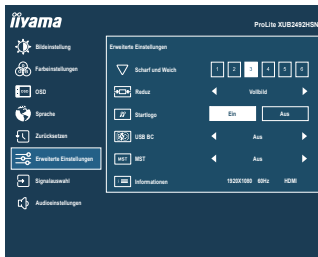 iiyama
ProLite XUB2492HSN
Bildeinstellung
Farbeinstellungen
OSD
Sprache
Zurücksetzen
Erweiterte Einstellungen
Signalauswahl
Audioeinstellungen
Erweiterte Einstellungen
Scharf und Weich 1 2 3 4 5 6
Reduz Vollbild
Startlogo Ein Aus
USB BC Aus
MST MST Aus
Informationen 1920X1080 60Hz HDMI